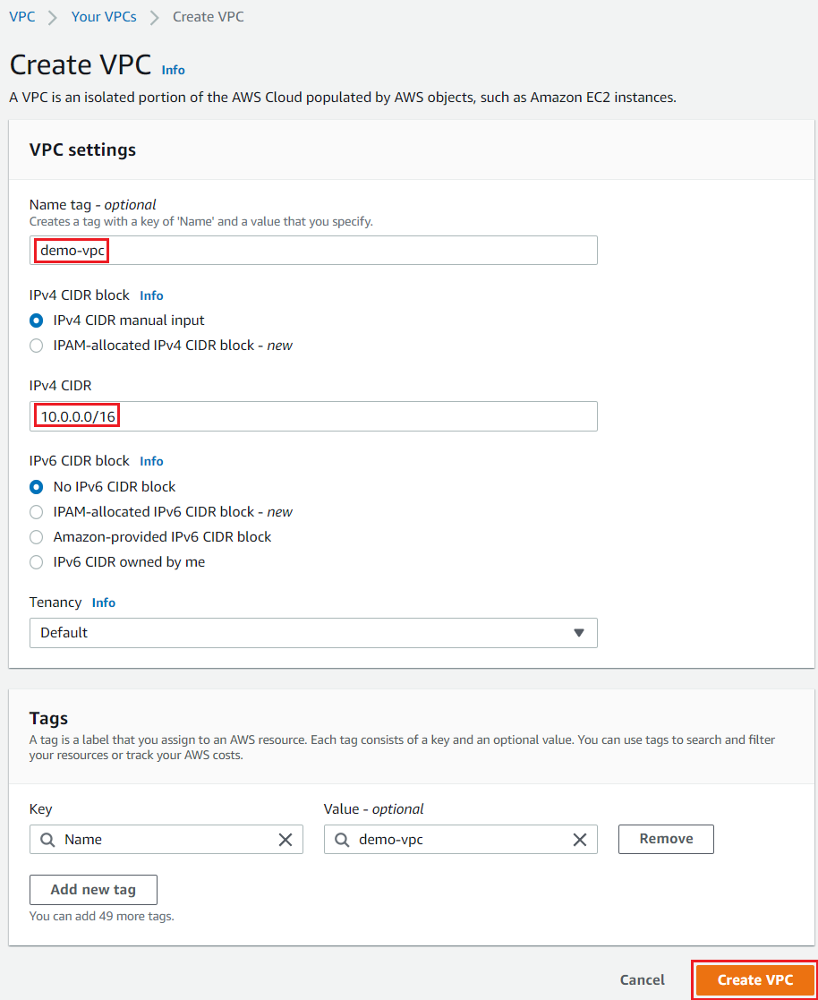 VPC > Your VPCs > Create VPC
Create VPC Info
A VPC is an isolated portion of the AWS Cloud populated by AWS objects, such as Amazon EC2 instances.
VPC settings
Name tag - optional
Creates a tag with a key of 'Name' and a value that you specify.
demo-vpc
IPv4 CIDR block Info
IPv4 CIDR manual input
IPAM-allocated IPv4 CIDR block - new
IPv4 CIDR
10.0.0.0/16
IPv6 CIDR block Info
No IPv6 CIDR block
IPAM-allocated IPv6 CIDR block - new
Amazon-provided IPv6 CIDR block
IPv6 CIDR owned by me
Tenancy Info
Default
Tags
A tag is a label that you assign to an AWS resource. Each tag consists of a key and an optional value. You can use tags to search and filter
your resources or track your AWS costs.
Key Value - optional
Name demo-vpc Remove
Add new tag
You can add 49 more tags.
Cancel Create VPC